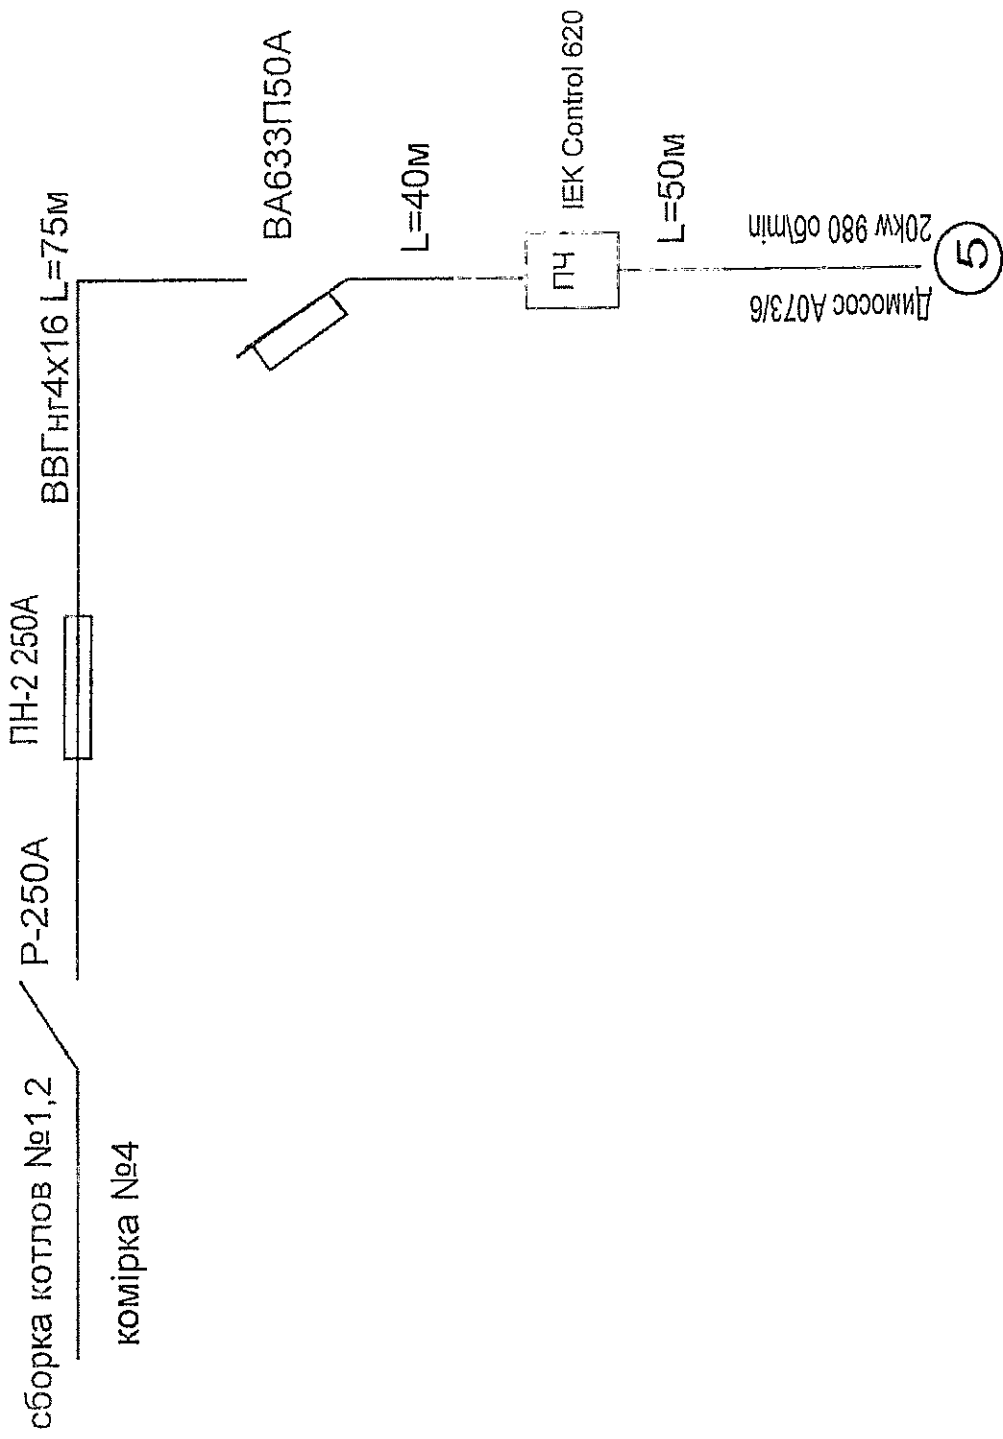 сборка котлов №1,2
комірка №4
Р-250А
ПН-2 250А
ВВГнг4х16 L=75м
ВА633П50А
L=40м
ПЧ
IEK Control 620
L=50м
Димосос А073/6
20kw 980 об\min
5